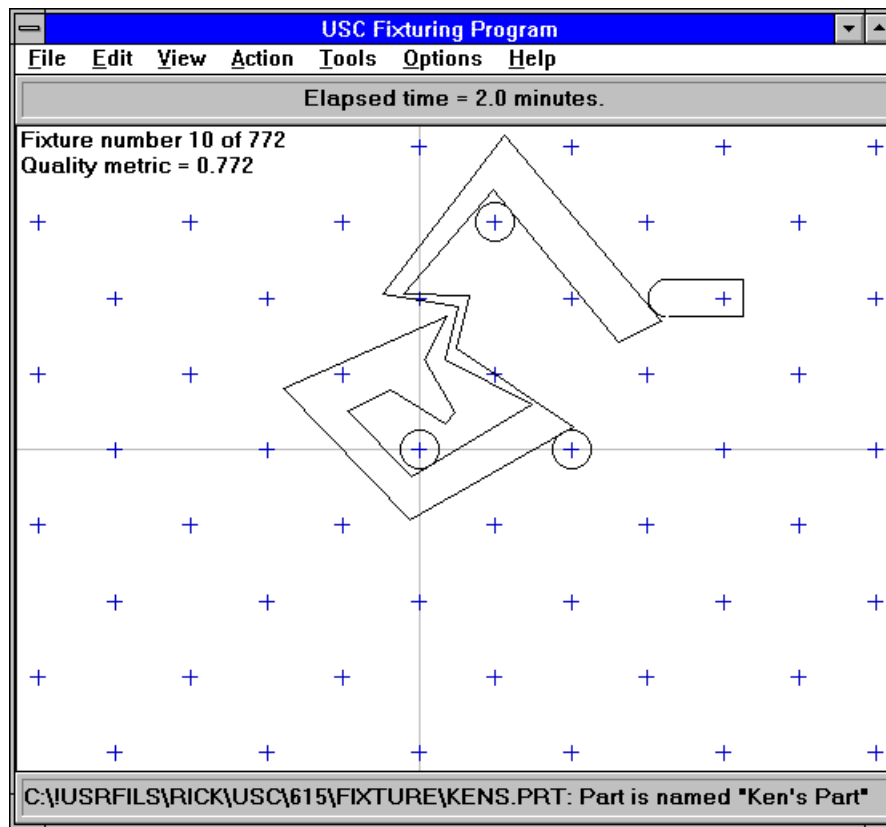 USC Fixturing Program
File Edit View Action Tools Options Help
Elapsed time = 2.0 minutes.
Fixture number 10 of 772
Quality metric = 0.772
C:\!USRFILS\RICK\USC\615\FIXTURE\KENS.PRT: Part is named "Ken's Part"